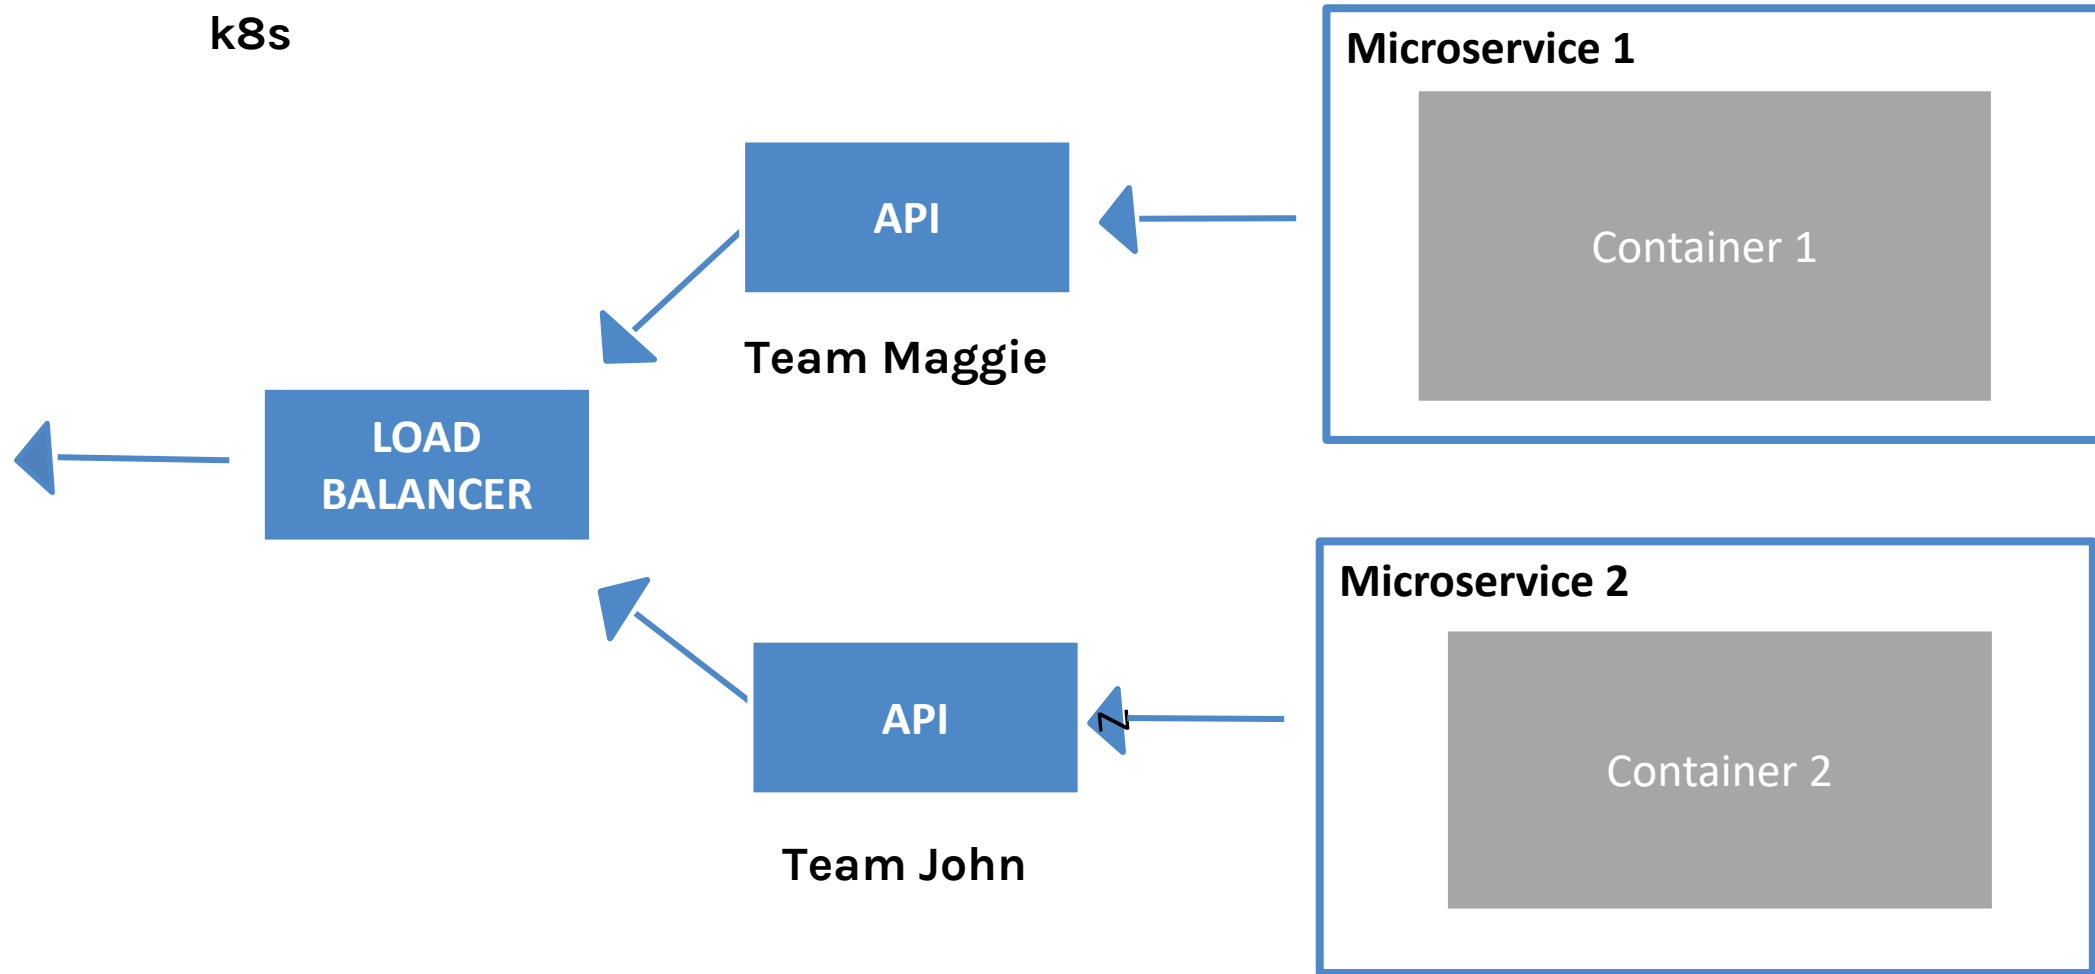 k8s
Microservice 1
API
Container 1
Team Maggie
LOAD
BALANCER
Microservice 2
API
Container 2
Team John